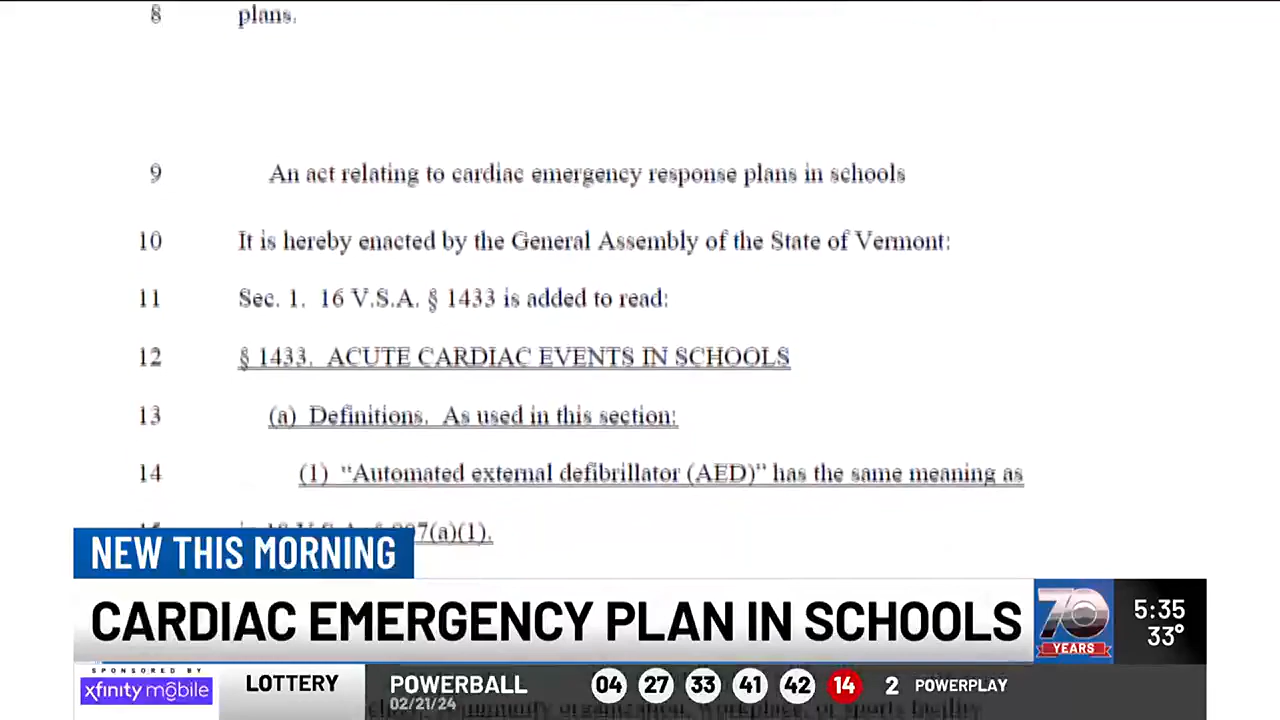 8 plans.
9 An act relating to cardiac emergency response plans in schools
10 It is hereby enacted by the General Assembly of the State of Vermont:
11 Sec. 1. 16 V.S.A. § 1433 is added to read:
12 § 1433. ACUTE CARDIAC EVENTS IN SCHOOLS
13 (a) Definitions. As used in this section:
14 (1) "Automated external defibrillator (AED)" has the same meaning as
7(a)(1).
NEW THIS MORNING
CARDIAC EMERGENCY PLAN IN SCHOOLS
70 YEARS
5:35
33°
SPONSORED BY
xfinity mobile
LOTTERY
POWERBALL 04 27 33 41 42 14 2 POWERPLAY
02/21/24